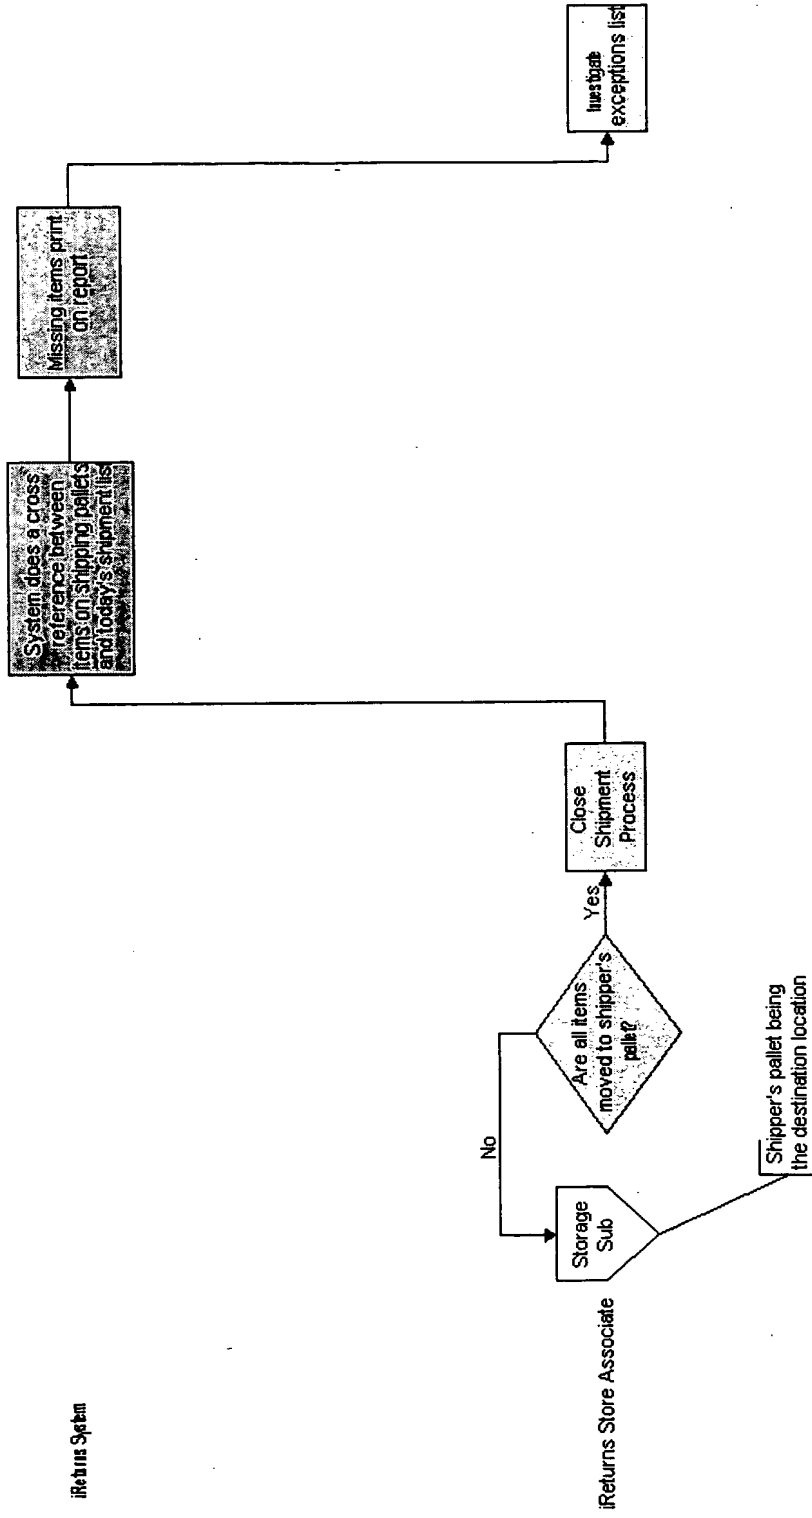 iReturns System
System does a cross
reference between
items on shipping pallets
and today's shipment list
Missing items print
on report
iReturns Store Associate
Storage
Sub
No
Are all items
moved to shipper's
pallet?
Yes
Close
Shipment
Process
Investigate
exceptions list
Shipper's pallet being
the destination location